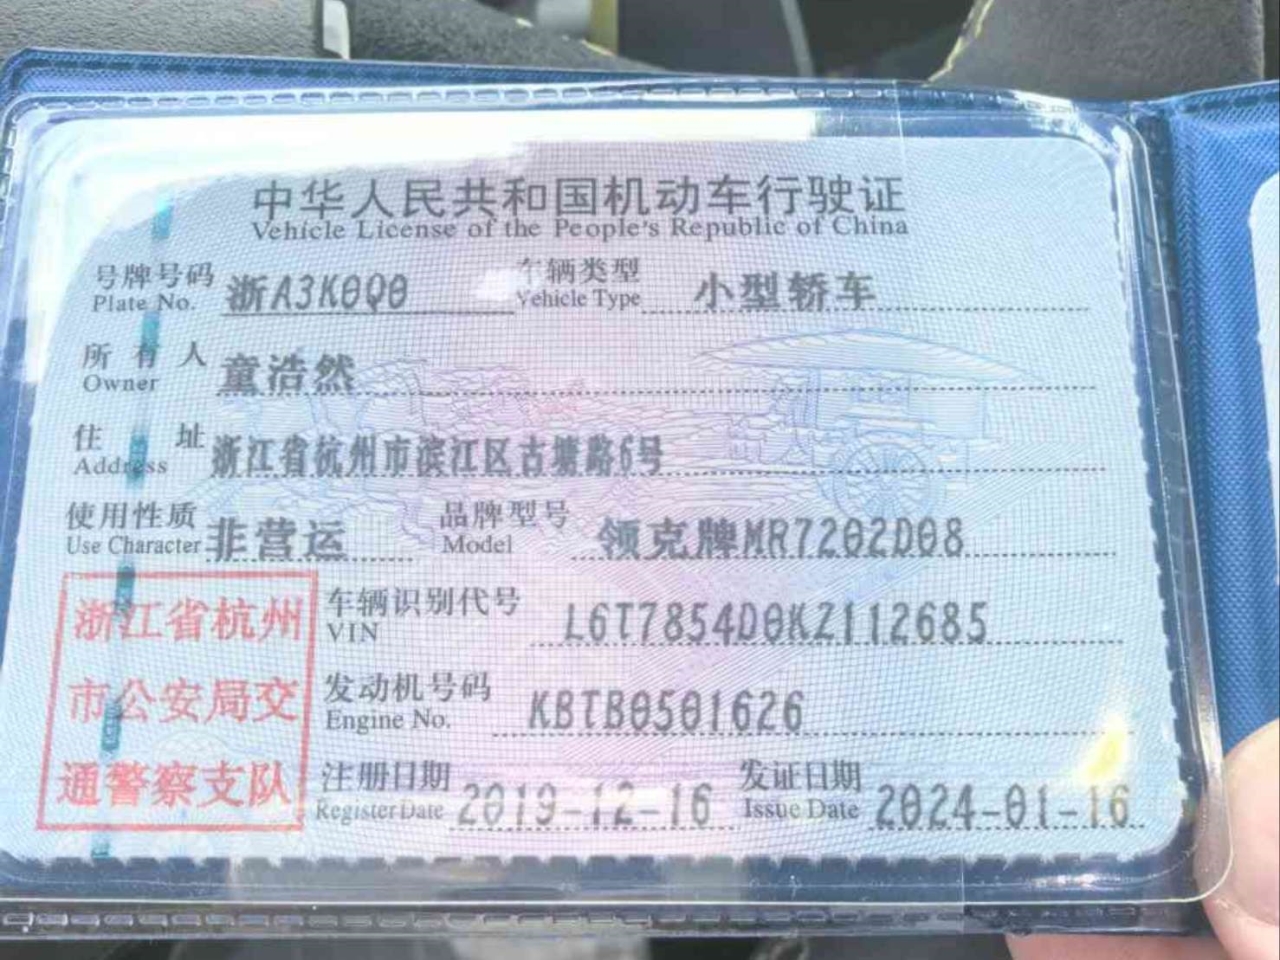 中华人民共和国机动车行驶证
Vehicle License of the People's Republic of China
号牌号码 浙A3K0Q0 车辆类型 小型轿车
Plate No. Vehicle Type
所有人 童浩然
Owner
住址 浙江省杭州市滨江区古塘路6号
Address
使用性质 非营运 品牌型号 领克牌MR7202D08
Use Character Model
浙江省杭州
市公安局交
通警察支队
车辆识别代号 L6T7854D0KZ112685
VIN
发动机号码 KBTB0501626
Engine No.
注册日期 2019-12-16 发证日期 2024-01-16
Register Date Issue Date